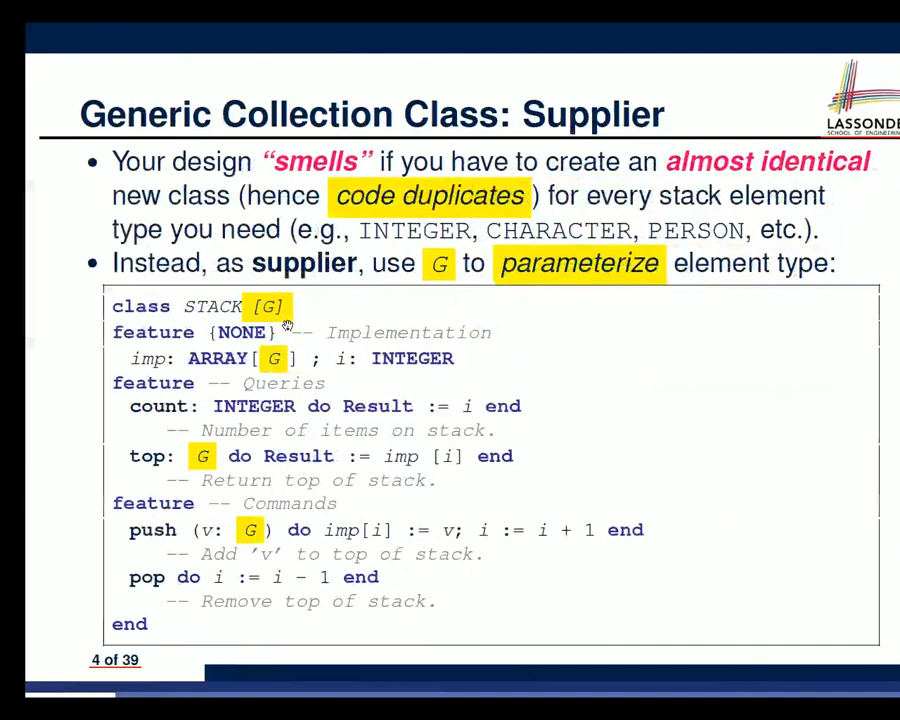 Generic Collection Class: Supplier
LASSONDE
SCHOOL OF ENGINEERING
• Your design “smells” if you have to create an almost identical
new class (hence code duplicates ) for every stack element
type you need (e.g., INTEGER, CHARACTER, PERSON, etc.).
• Instead, as supplier, use G to parameterize element type:
class STACK [G]
feature {NONE} -- Implementation
imp: ARRAY[ G ] ; i: INTEGER
feature -- Queries
count: INTEGER do Result := i end
-- Number of items on stack.
top: G do Result := imp [i] end
-- Return top of stack.
feature -- Commands
push (v: G ) do imp[i] := v; i := i + 1 end
-- Add 'v' to top of stack.
pop do i := i - 1 end
-- Remove top of stack.
end
4 of 39